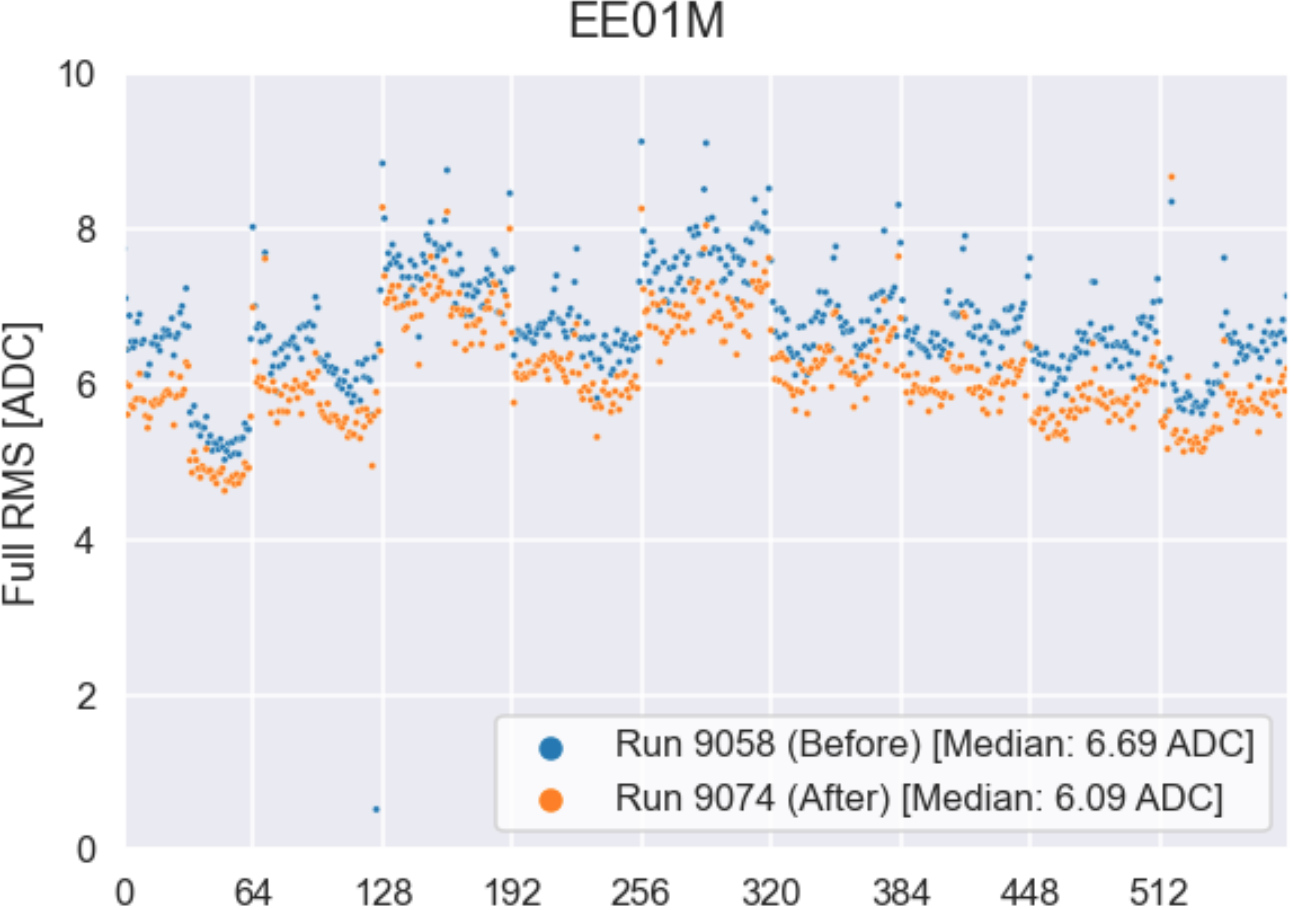 EE01M
10
8
6
4
2
0
Full RMS [ADC]
Run 9058 (Before) [Median: 6.69 ADC]
Run 9074 (After) [Median: 6.09 ADC]
0 64 128 192 256 320 384 448 512